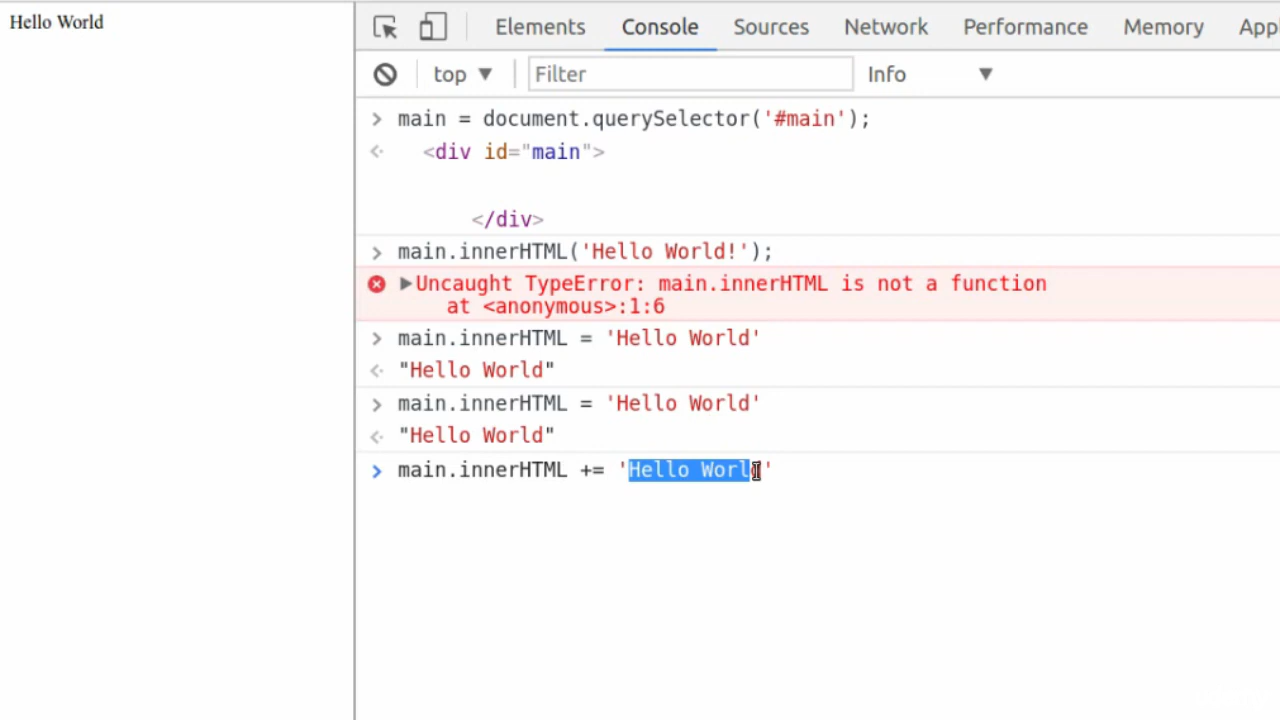 Hello World
Elements Console Sources Network Performance Memory App
top ▼ Filter Info ▼
> main = document.querySelector('#main');
<div id="main">
</div>
> main.innerHTML('Hello World!');
▶Uncaught TypeError: main.innerHTML is not a function
at <anonymous>:1:6
> main.innerHTML = 'Hello World'
"Hello World"
> main.innerHTML = 'Hello World'
"Hello World"
> main.innerHTML += 'Hello World'